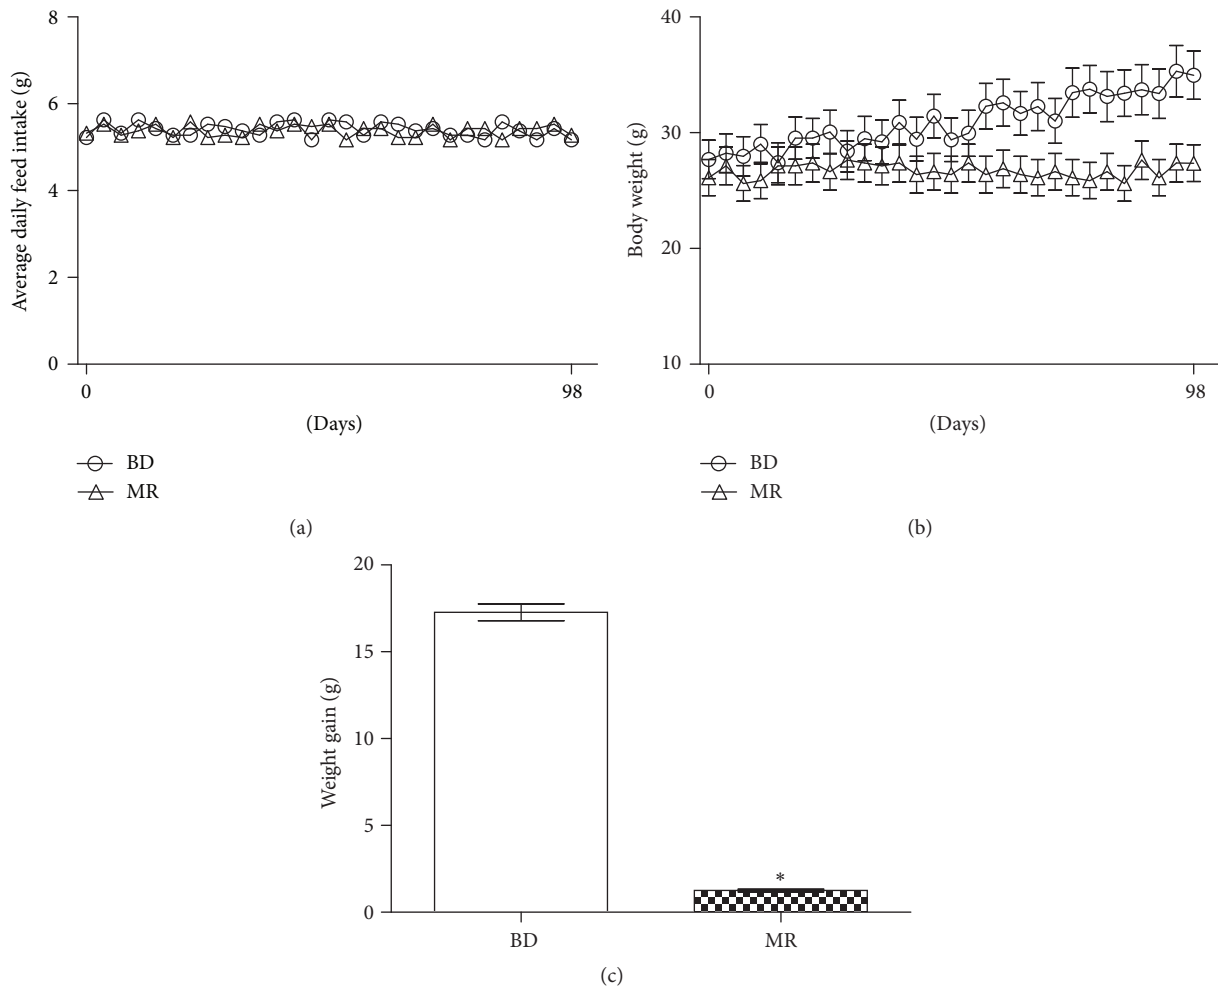 8
6
4
2
0
Average daily feed intake (g)
0 98
(Days)
BD
MR
(a)
40
30
20
10
Body weight (g)
0 98
(Days)
BD
MR
(b)
20
15
10
5
0
Weight gain (g)
*
BD MR
(c)